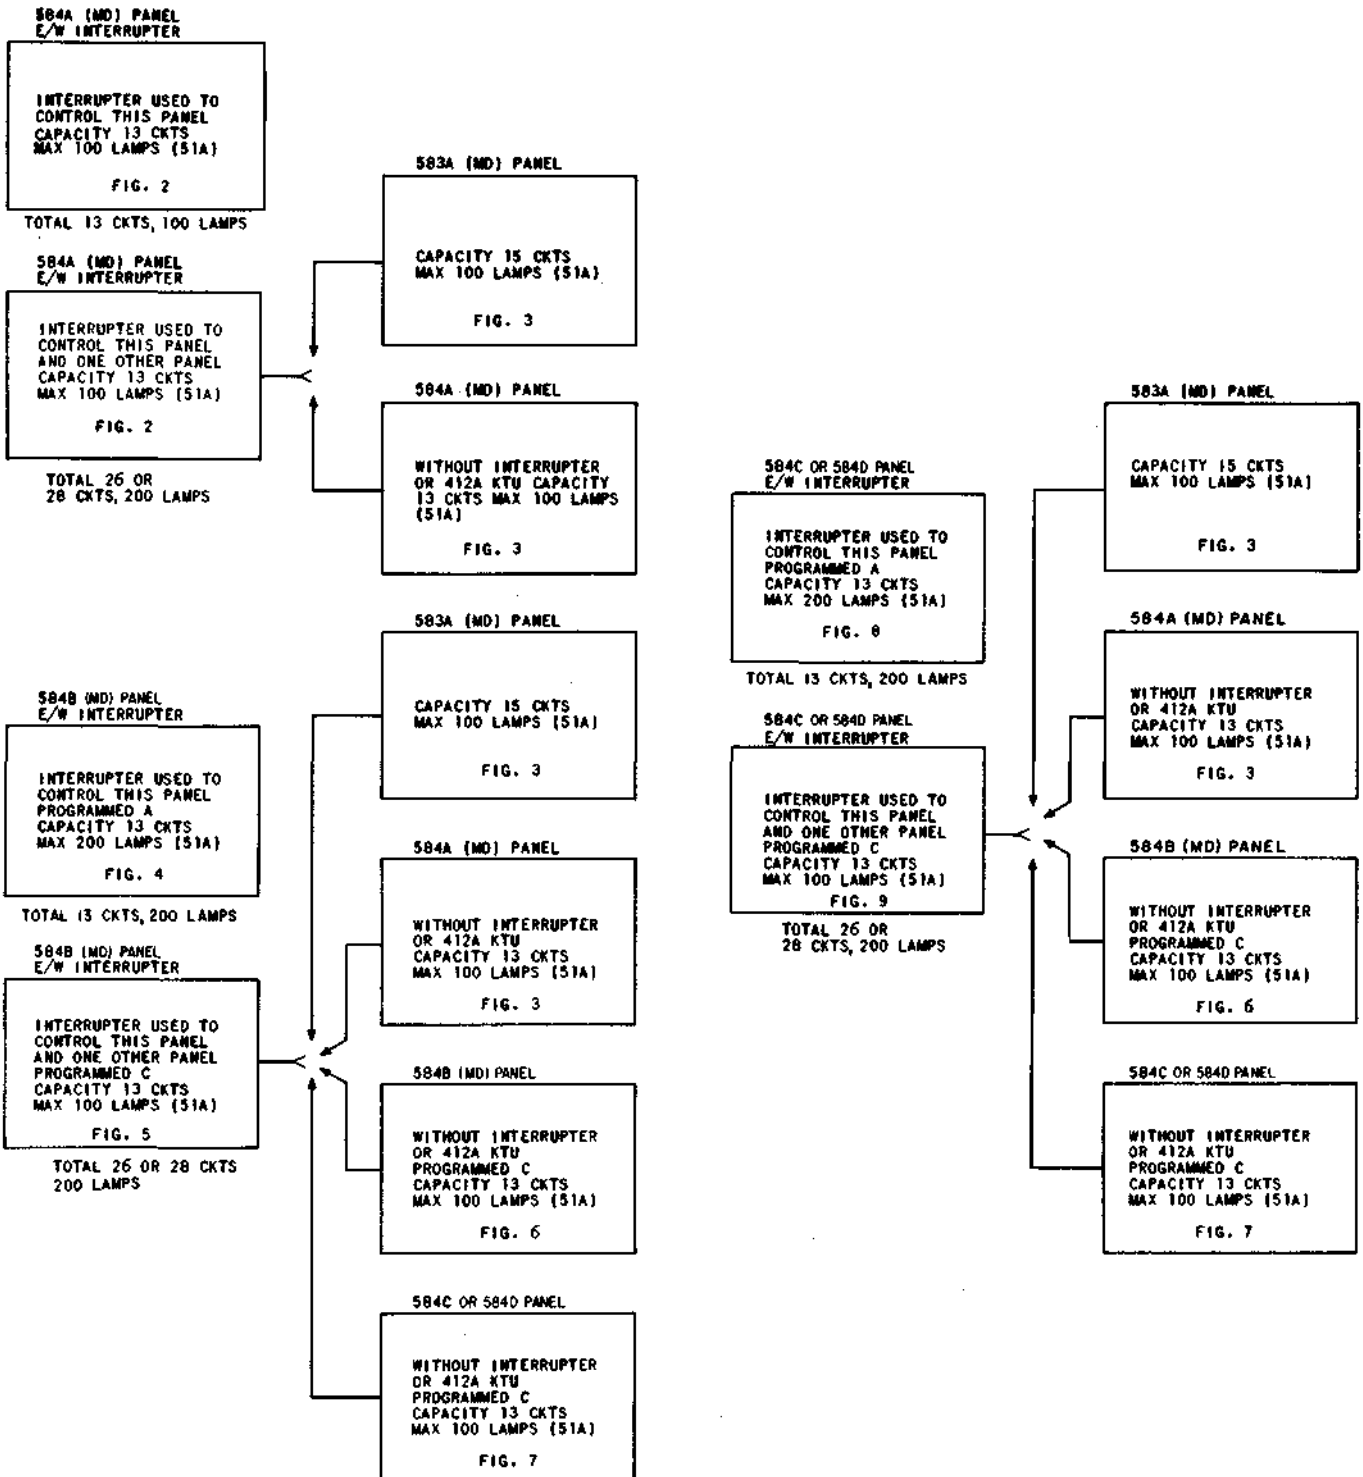 584A (MD) PANEL
E/W INTERRUPTER
INTERRUPTER USED TO
CONTROL THIS PANEL
CAPACITY 13 CKTS
MAX 100 LAMPS (51A)
FIG. 2
TOTAL 13 CKTS, 100 LAMPS
584A (MD) PANEL
E/W INTERRUPTER
INTERRUPTER USED TO
CONTROL THIS PANEL
AND ONE OTHER PANEL
CAPACITY 13 CKTS
MAX 100 LAMPS (51A)
FIG. 2
TOTAL 26 OR
28 CKTS, 200 LAMPS
583A (MD) PANEL
CAPACITY 15 CKTS
MAX 100 LAMPS (51A)
FIG. 3
584A (MD) PANEL
WITHOUT INTERRUPTER
OR 412A KTU CAPACITY
13 CKTS MAX 100 LAMPS
(51A)
FIG. 3
584B (MD) PANEL
E/W INTERRUPTER
INTERRUPTER USED TO
CONTROL THIS PANEL
PROGRAMMED A
CAPACITY 13 CKTS
MAX 200 LAMPS (51A)
FIG. 4
TOTAL 13 CKTS, 200 LAMPS
584B (MD) PANEL
E/W INTERRUPTER
INTERRUPTER USED TO
CONTROL THIS PANEL
AND ONE OTHER PANEL
PROGRAMMED C
CAPACITY 13 CKTS
MAX 100 LAMPS (51A)
FIG. 5
TOTAL 26 OR 28 CKTS
200 LAMPS
583A (MD) PANEL
CAPACITY 15 CKTS
MAX 100 LAMPS (51A)
FIG. 3
584A (MD) PANEL
WITHOUT INTERRUPTER
OR 412A KTU
CAPACITY 13 CKTS
MAX 100 LAMPS (51A)
FIG. 3
584B (MD) PANEL
WITHOUT INTERRUPTER
OR 412A KTU
PROGRAMMED C
CAPACITY 13 CKTS
MAX 100 LAMPS (51A)
FIG. 6
584C OR 584D PANEL
WITHOUT INTERRUPTER
OR 412A KTU
PROGRAMMED C
CAPACITY 13 CKTS
MAX 100 LAMPS (51A)
FIG. 7
584C OR 584D PANEL
E/W INTERRUPTER
INTERRUPTER USED TO
CONTROL THIS PANEL
PROGRAMMED A
CAPACITY 13 CKTS
MAX 200 LAMPS (51A)
FIG. 8
TOTAL 13 CKTS, 200 LAMPS
584C OR 584D PANEL
E/W INTERRUPTER
INTERRUPTER USED TO
CONTROL THIS PANEL
AND ONE OTHER PANEL
PROGRAMMED C
CAPACITY 13 CKTS
MAX 100 LAMPS (51A)
FIG. 9
TOTAL 26 OR
28 CKTS, 200 LAMPS
583A (MD) PANEL
CAPACITY 15 CKTS
MAX 100 LAMPS (51A)
FIG. 3
584A (MD) PANEL
WITHOUT INTERRUPTER
OR 412A KTU
CAPACITY 13 CKTS
MAX 100 LAMPS (51A)
FIG. 3
584B (MD) PANEL
WITHOUT INTERRUPTER
OR 412A KTU
PROGRAMMED C
CAPACITY 13 CKTS
MAX 100 LAMPS (51A)
FIG. 6
584C OR 584D PANEL
WITHOUT INTERRUPTER
OR 412A KTU
PROGRAMMED C
CAPACITY 13 CKTS
MAX 100 LAMPS (51A)
FIG. 7